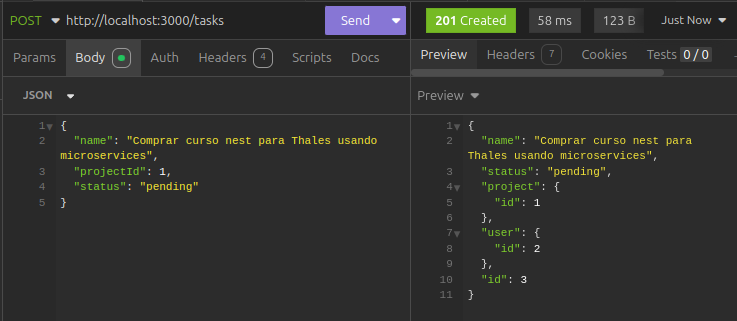 POST http://localhost:3000/tasks Send
Params Body Auth Headers 4 Scripts Docs
JSON
1 {
2 "name": "Comprar curso nest para Thales usando
microservices",
3 "projectId": 1,
4 "status": "pending"
5 }
201 Created 58 ms 123 B Just Now
Preview Headers 7 Cookies Tests 0 / 0
Preview
1 {
2 "name": "Comprar curso nest para
Thales usando microservices",
3 "status": "pending",
4 "project": {
5 "id": 1
6 },
7 "user": {
8 "id": 2
9 },
10 "id": 3
11 }